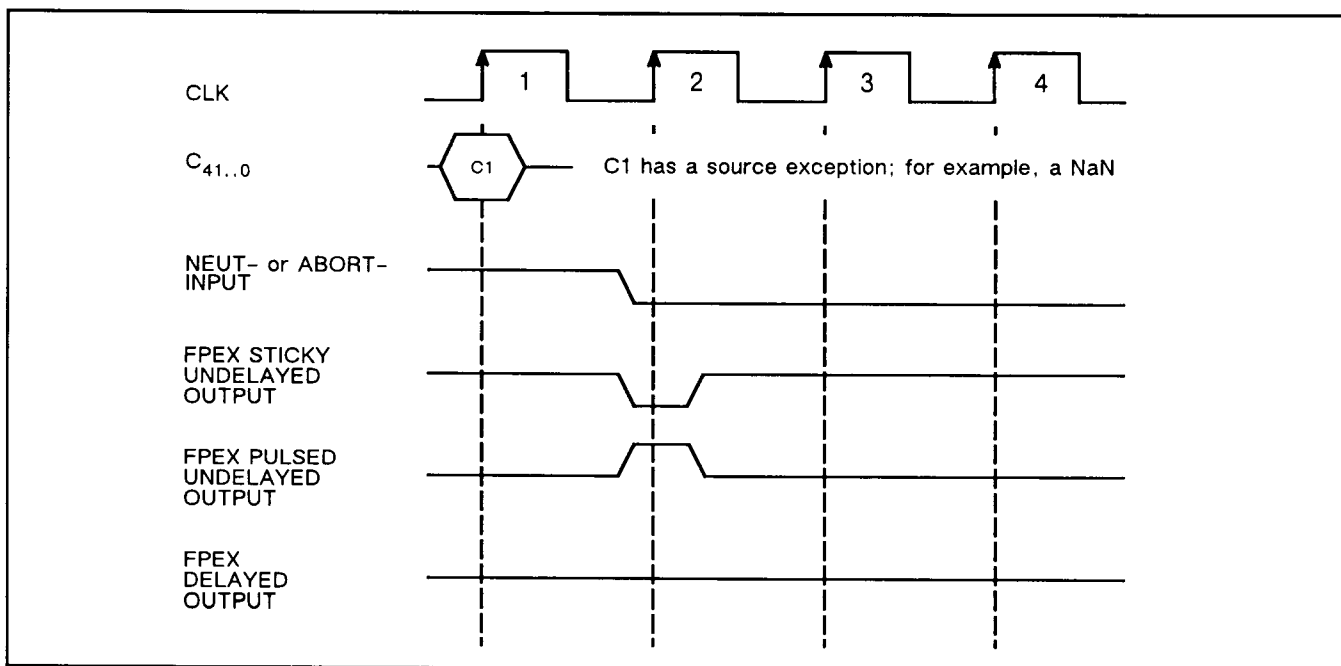 CLK
1
2
3
4
C41..0
C1
C1 has a source exception; for example, a NaN
NEUT- or ABORT-
INPUT
FPEX STICKY
UNDELAYED
OUTPUT
FPEX PULSED
UNDELAYED
OUTPUT
FPEX
DELAYED
OUTPUT